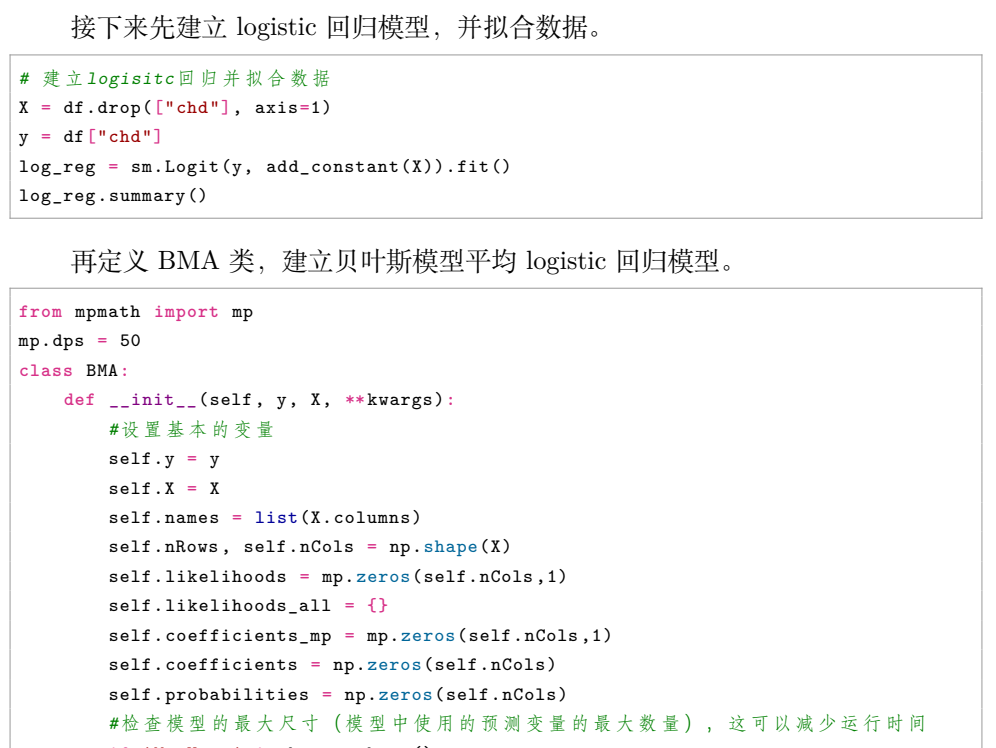 接下来先建立 logistic 回归模型，并拟合数据。
# 建立logisitc回归并拟合数据
X = df.drop(["chd"], axis=1)
y = df["chd"]
log_reg = sm.Logit(y, add_constant(X)).fit()
log_reg.summary()
再定义 BMA 类，建立贝叶斯模型平均 logistic 回归模型。
from mpmath import mp
mp.dps = 50
class BMA:
    def __init__(self, y, X, **kwargs):
        #设置基本的变量
        self.y = y
        self.X = X
        self.names = list(X.columns)
        self.nRows, self.nCols = np.shape(X)
        self.likelihoods = mp.zeros(self.nCols,1)
        self.likelihoods_all = {}
        self.coefficients_mp = mp.zeros(self.nCols,1)
        self.coefficients = np.zeros(self.nCols)
        self.probabilities = np.zeros(self.nCols)
        #检查模型的最大尺寸（模型中使用的预测变量的最大数量），这可以减少运行时间